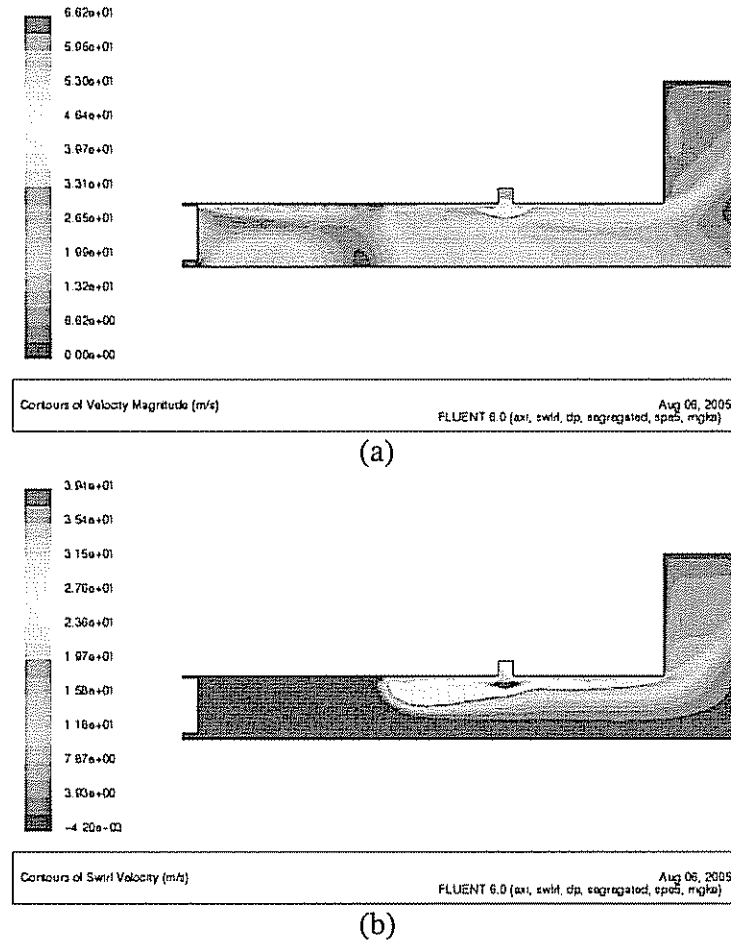 6.62e+01
5.96e+01
5.30e+01
4.64e+01
3.97e+01
3.31e+01
2.65e+01
1.99e+01
1.32e+01
6.62e+00
0.00e+00
Contours of Velocity Magnitude (m/s)
Aug 06, 2005
FLUENT 6.0 (axi, swirl, dp, segregated, spe5, mgke)
(a)
3.94e+01
3.54e+01
3.15e+01
2.76e+01
2.36e+01
1.97e+01
1.58e+01
1.18e+01
7.87e+00
3.93e+00
-4.20e-03
Contours of Swirl Velocity (m/s)
Aug 06, 2005
FLUENT 6.0 (axi, swirl, dp, segregated, spe5, mgke)
(b)